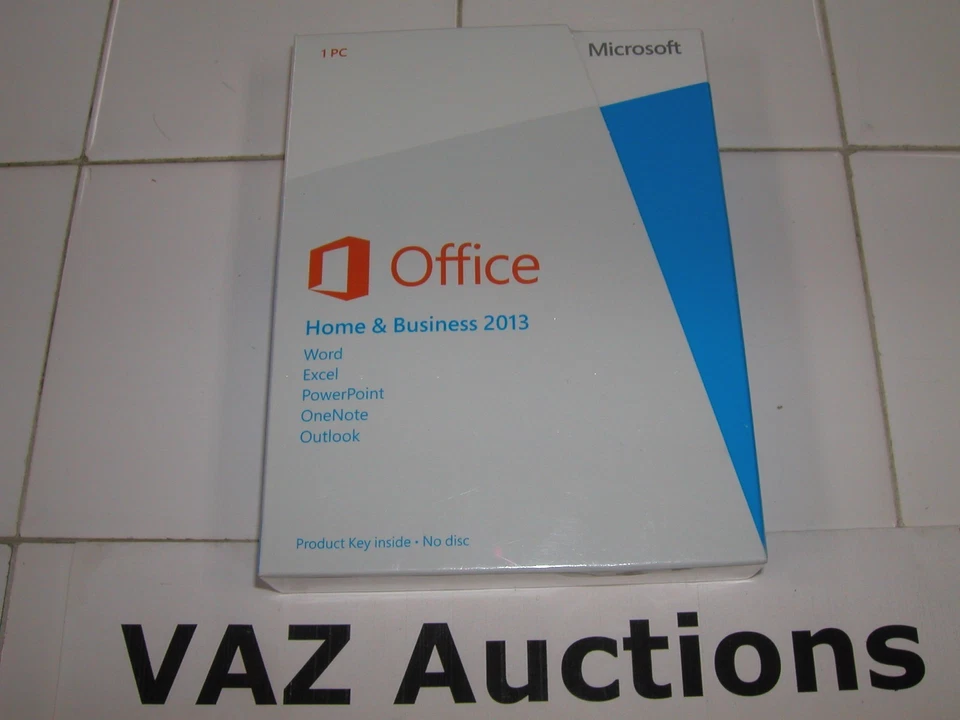 1 PC
Microsoft
Office
Home & Business 2013
Word
Excel
PowerPoint
OneNote
Outlook
Product Key inside • No disc
VAZ Auctions